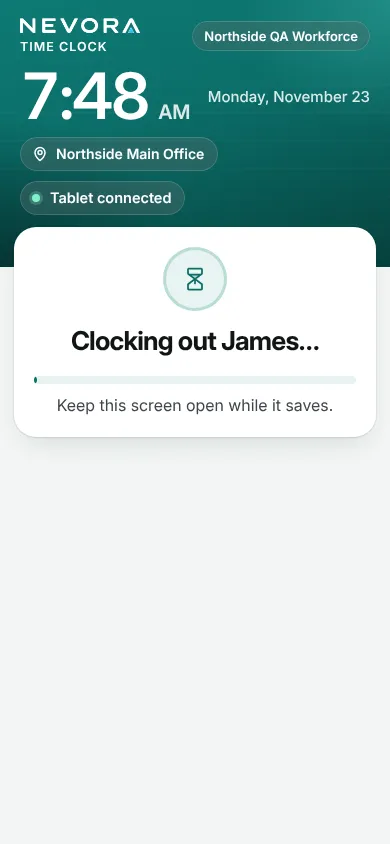 NEVORA
TIME CLOCK
Northside QA Workforce
7:48 AM
Monday, November 23
Northside Main Office
Tablet connected
Clocking out James...
Keep this screen open while it saves.